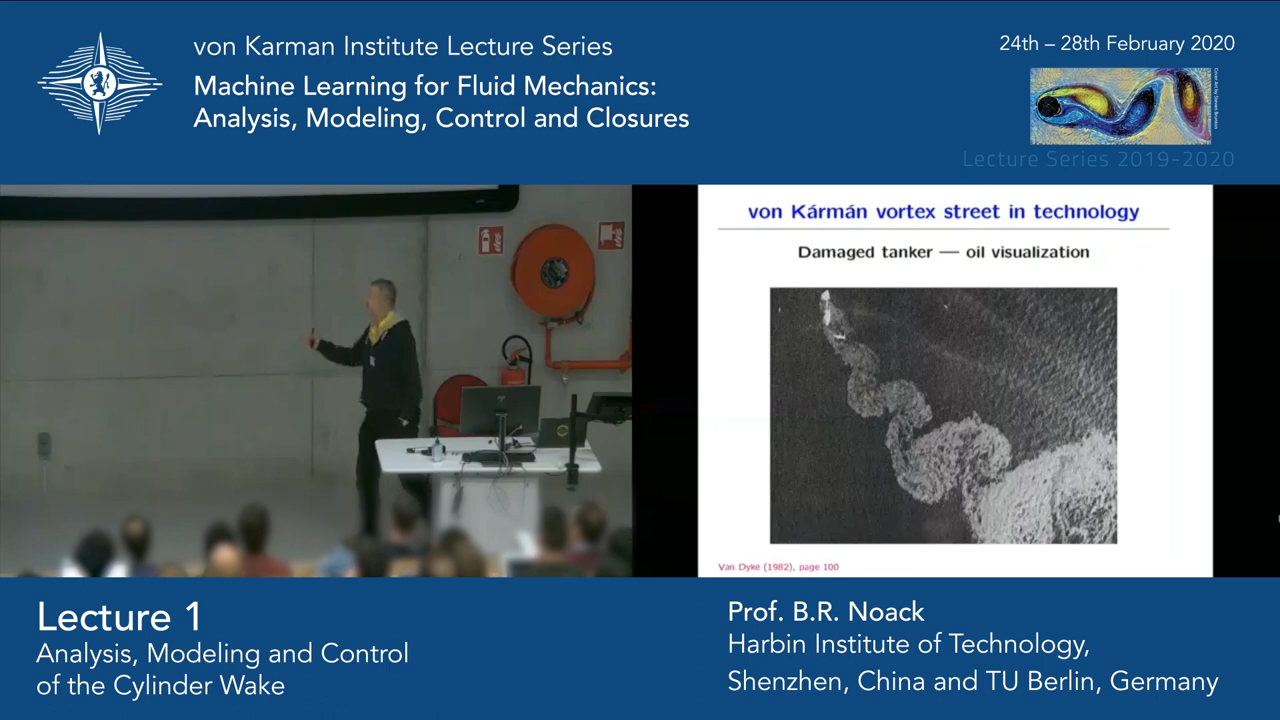 von Karman Institute Lecture Series
Machine Learning for Fluid Mechanics:
Analysis, Modeling, Control and Closures
24th – 28th February 2020
Lecture Series 2019-2020
von Kármán vortex street in technology
Damaged tanker — oil visualization
Van Dyke (1982), page 100
Lecture 1
Analysis, Modeling and Control
of the Cylinder Wake
Prof. B.R. Noack
Harbin Institute of Technology,
Shenzhen, China and TU Berlin, Germany